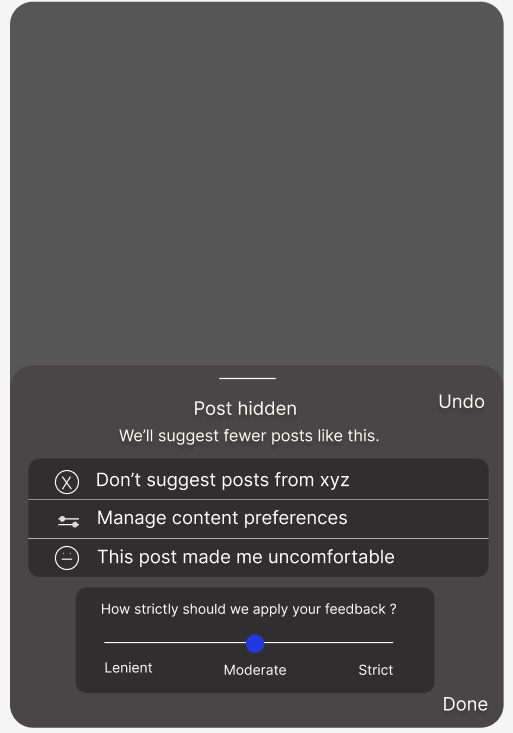 Undo
Post hidden
We'll suggest fewer posts like this.
Don't suggest posts from xyz
Manage content preferences
This post made me uncomfortable
How strictly should we apply your feedback ?
Lenient Moderate Strict
Done